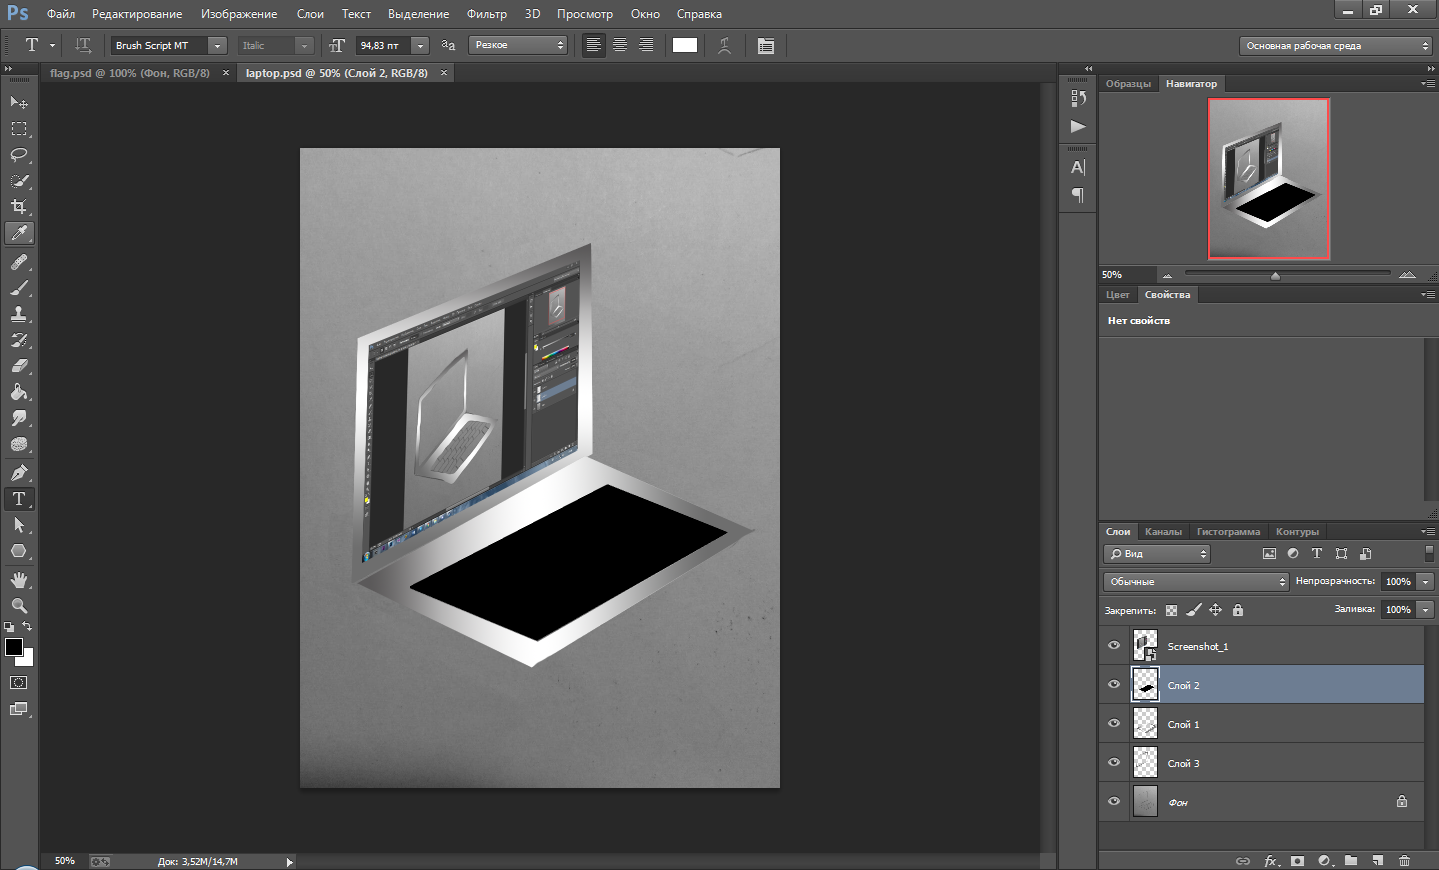 Ps Файл Редактирование Изображение Слои Текст Выделение Фильтр 3D Просмотр Окно Справка
T Brush Script MT Italic 94,83 пт aа Резкое Основная рабочая среда
flag.psd @ 100% (Фон, RGB/8) × laptop.psd @ 50% (Слой 2, RGB/8) ×
Образцы Навигатор
50%
Цвет Свойства
Нет свойств
Слои Каналы Гистограмма Контуры
Вид
Обычные Непрозрачность: 100%
Закрепить: Заливка: 100%
Screenshot_1
Слой 2
Слой 1
Слой 3
Фон
50% Док: 3,52M/14,7M